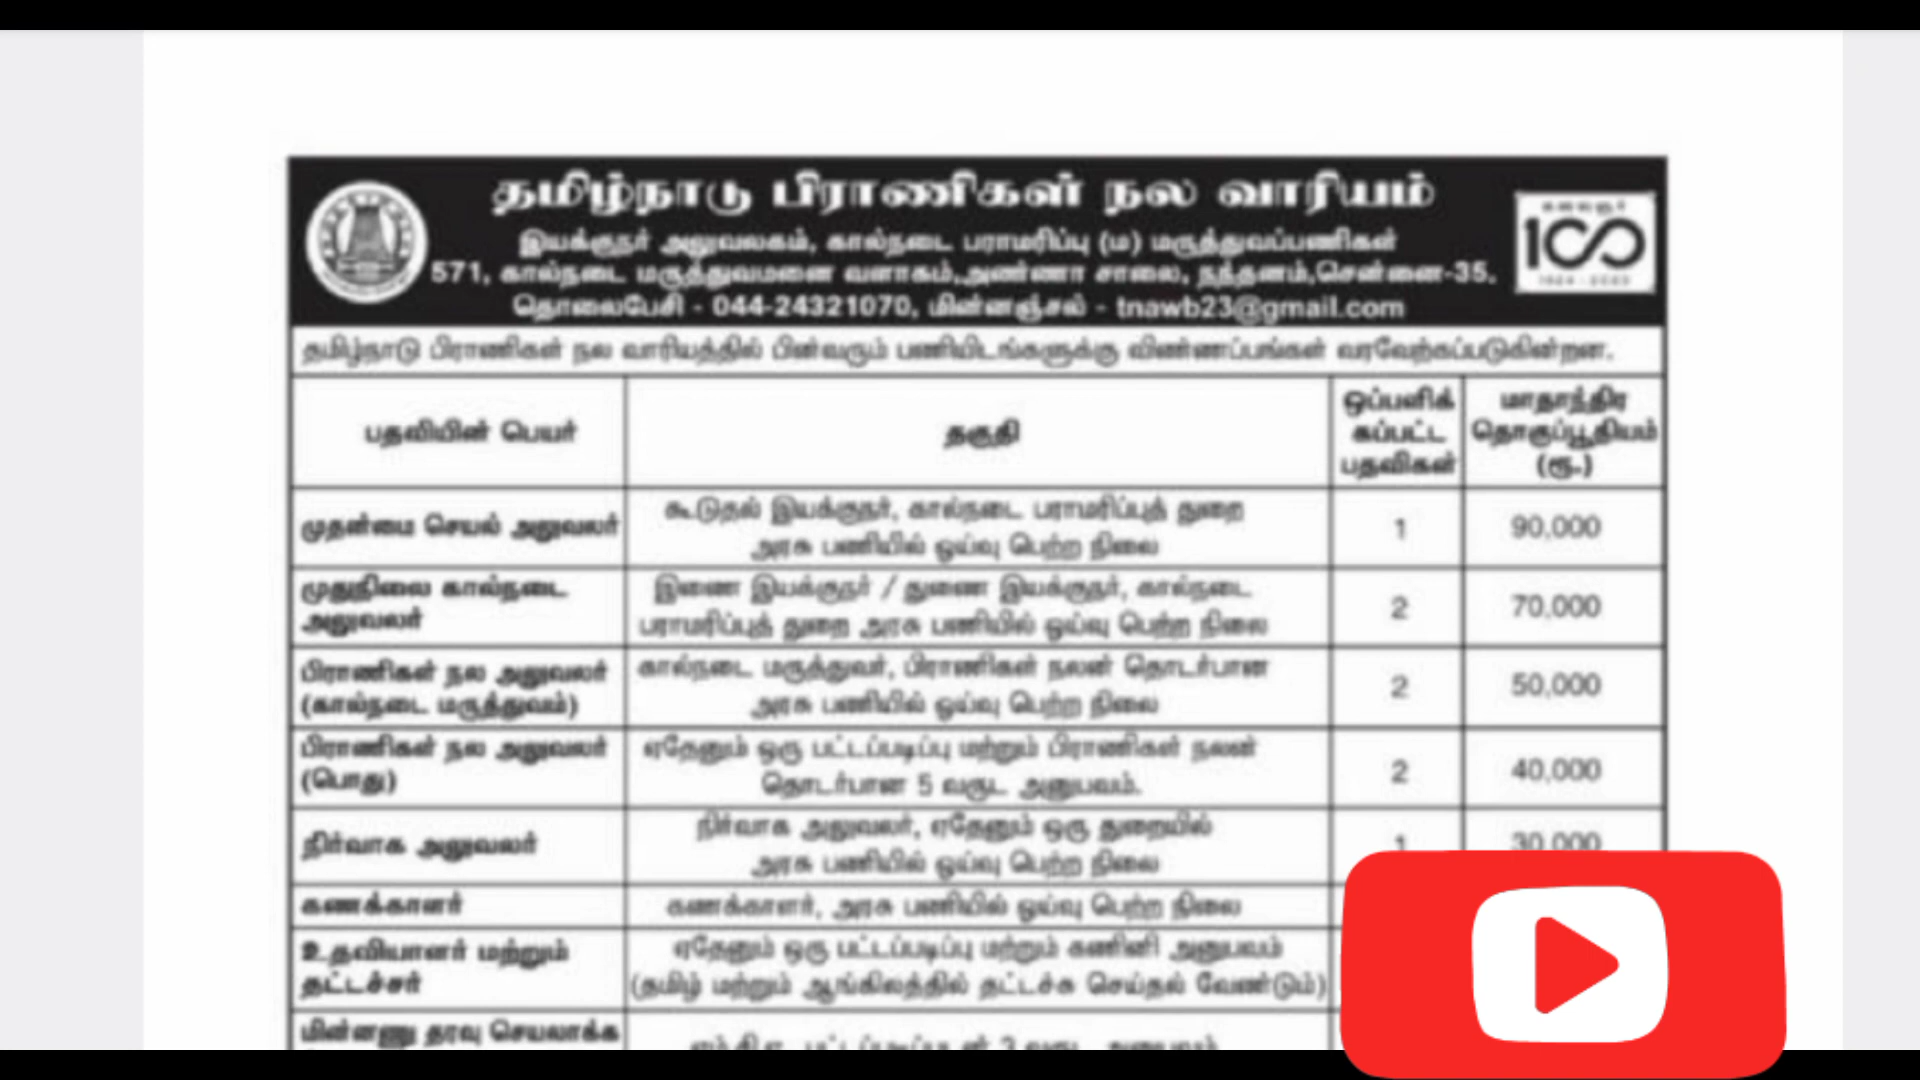 தமிழ்நாடு பிராணிகள் நல வாரியம்
இயக்குநர் அலுவலகம், கால்நடை பராமரிப்பு (ம) மருத்துவப்பணிகள்
571, கால்நடை மருத்துவமனை வளாகம்,அண்ணா சாலை, நந்தனம்,சென்னை-35.
தொலைபேசி - 044-24321070, மின்னஞ்சல் - tnawb23@gmail.com
100
தமிழ்நாடு பிராணிகள் நல வாரியத்தில் பின்வரும் பணியிடங்களுக்கு விண்ணப்பங்கள் வரவேற்கப்படுகின்றன.
பதவியின் பெயர்
தகுதி
ஒப்பளிக்
கப்பட்ட
பதவிகள்
மாதாந்திர
தொகுப்பூதியம்
(ரூ.)
முதன்மை செயல் அலுவலர்
கூடுதல் இயக்குநர், கால்நடை பராமரிப்புத் துறை
அரசு பணியில் ஓய்வு பெற்ற நிலை
1
90,000
முதுநிலை கால்நடை
அலுவலர்
இணை இயக்குநர் / துணை இயக்குநர், கால்நடை
பராமரிப்புத் துறை அரசு பணியில் ஓய்வு பெற்ற நிலை
2
70,000
பிராணிகள் நல அலுவலர்
(கால்நடை மருத்துவம்)
கால்நடை மருத்துவர், பிராணிகள் நலன் தொடர்பான
அரசு பணியில் ஓய்வு பெற்ற நிலை
2
50,000
பிராணிகள் நல அலுவலர்
(பொது)
ஏதேனும் ஒரு பட்டப்படிப்பு மற்றும் பிராணிகள் நலன்
தொடர்பான 5 வருட அனுபவம்.
2
40,000
நிர்வாக அலுவலர்
நிர்வாக அலுவலர், ஏதேனும் ஒரு துறையில்
அரசு பணியில் ஓய்வு பெற்ற நிலை
1
30,000
கணக்காளர்
கணக்காளர், அரசு பணியில் ஓய்வு பெற்ற நிலை
உதவியாளர் மற்றும்
தட்டச்சர்
ஏதேனும் ஒரு பட்டப்படிப்பு மற்றும் கணினி அனுபவம்
(தமிழ் மற்றும் ஆங்கிலத்தில் தட்டச்சு செய்தல் வேண்டும்)
மின்னணு தரவு செயலாக்க